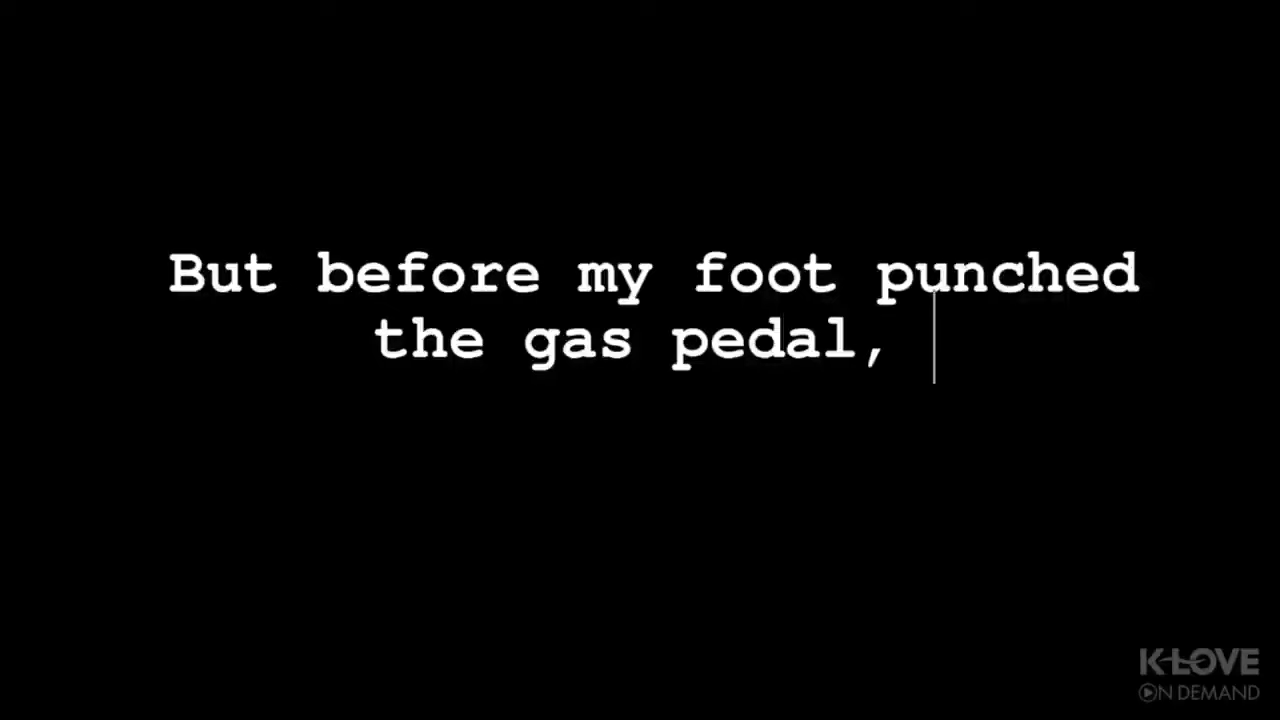 But before my foot punched
the gas pedal,
K-LOVE
ON DEMAND